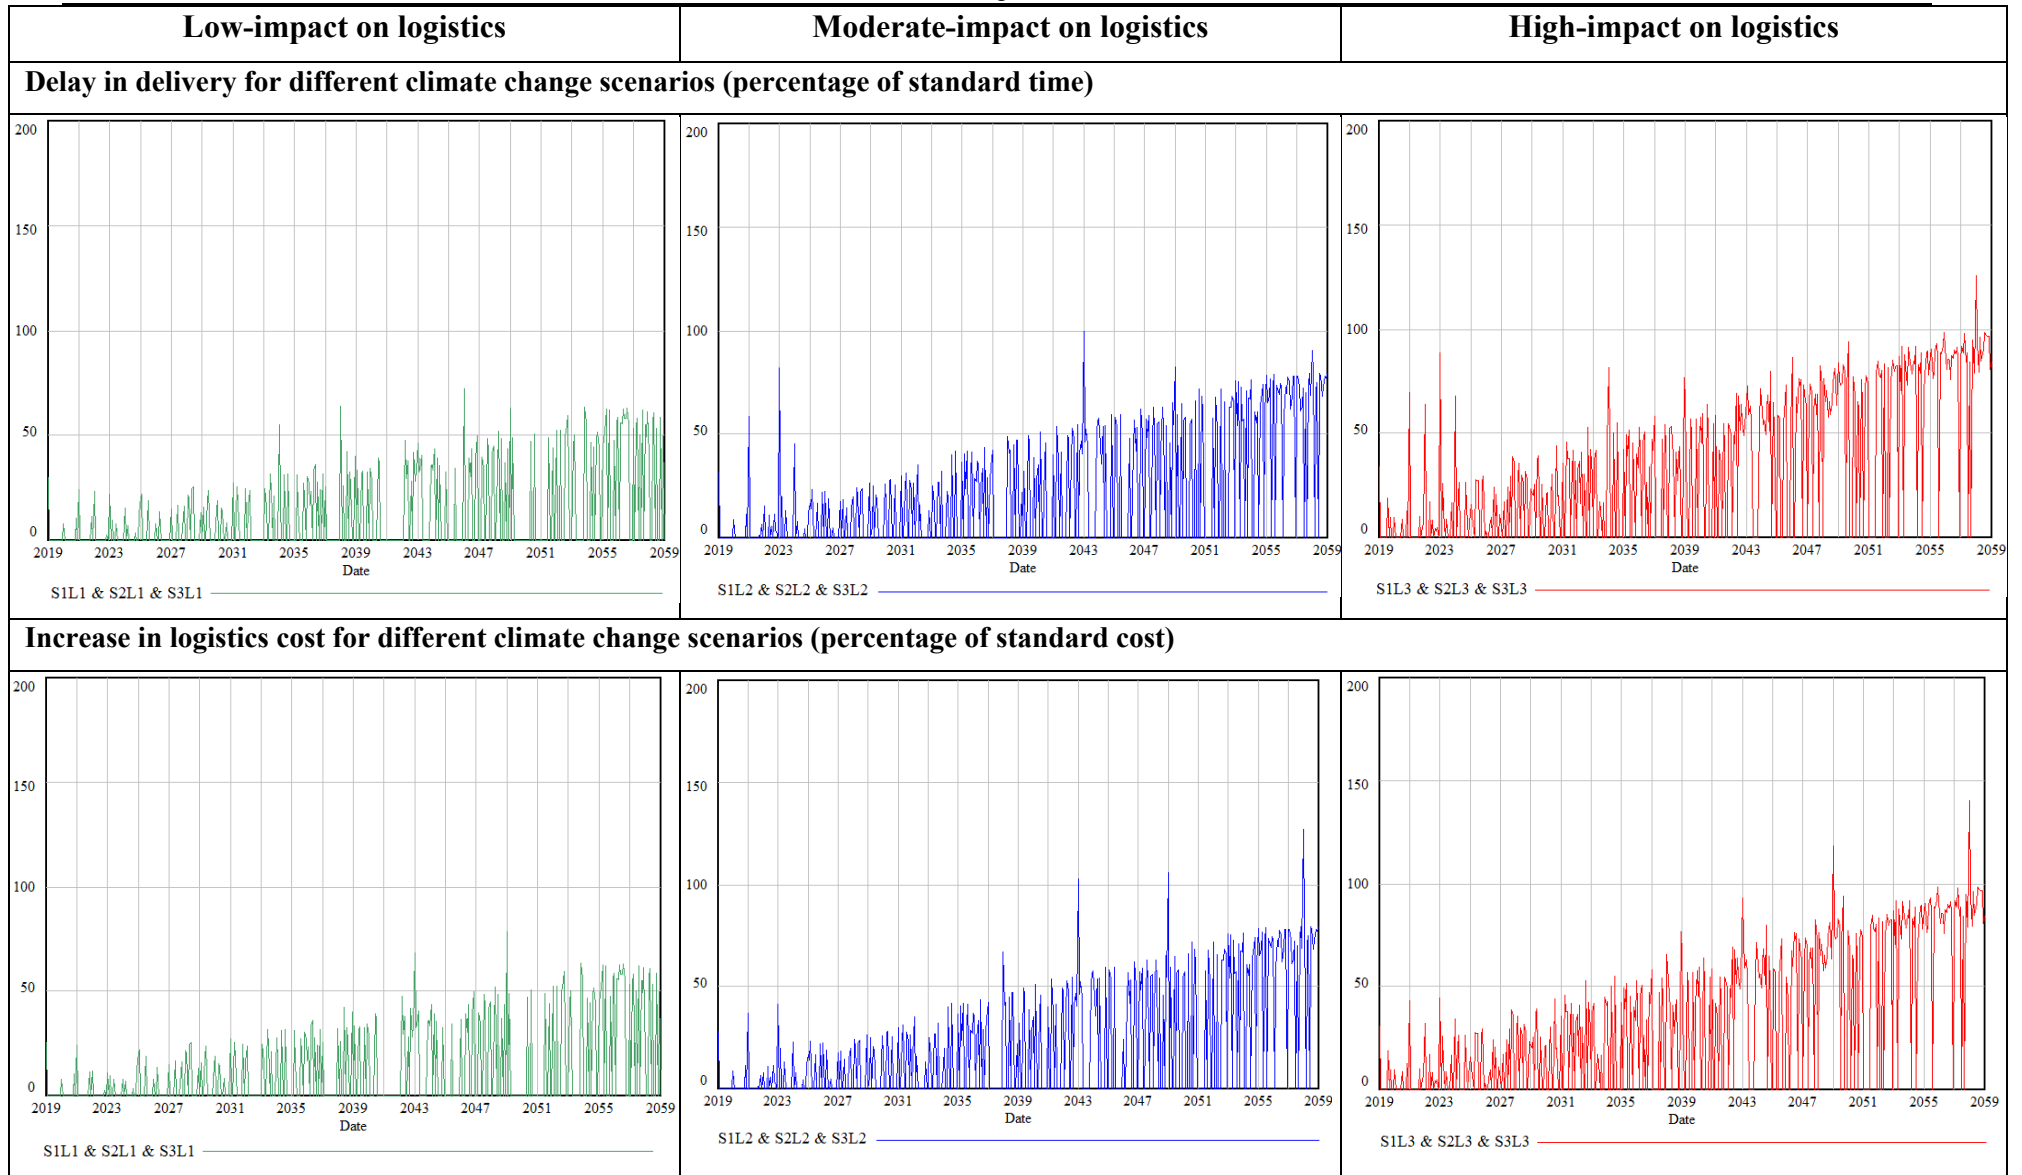 Low-impact on logistics
Moderate-impact on logistics
High-impact on logistics
Delay in delivery for different climate change scenarios (percentage of standard time)
200
150
100
50
0
2019 2023 2027 2031 2035 2039 2043 2047 2051 2055 2059
Date
S1L1 & S2L1 & S3L1
200
150
100
50
0
2019 2023 2027 2031 2035 2039 2043 2047 2051 2055 2059
Date
S1L2 & S2L2 & S3L2
200
150
100
50
0
2019 2023 2027 2031 2035 2039 2043 2047 2051 2055 2059
Date
S1L3 & S2L3 & S3L3
Increase in logistics cost for different climate change scenarios (percentage of standard cost)
200
150
100
50
0
2019 2023 2027 2031 2035 2039 2043 2047 2051 2055 2059
Date
S1L1 & S2L1 & S3L1
200
150
100
50
0
2019 2023 2027 2031 2035 2039 2043 2047 2051 2055 2059
Date
S1L2 & S2L2 & S3L2
200
150
100
50
0
2019 2023 2027 2031 2035 2039 2043 2047 2051 2055 2059
Date
S1L3 & S2L3 & S3L3